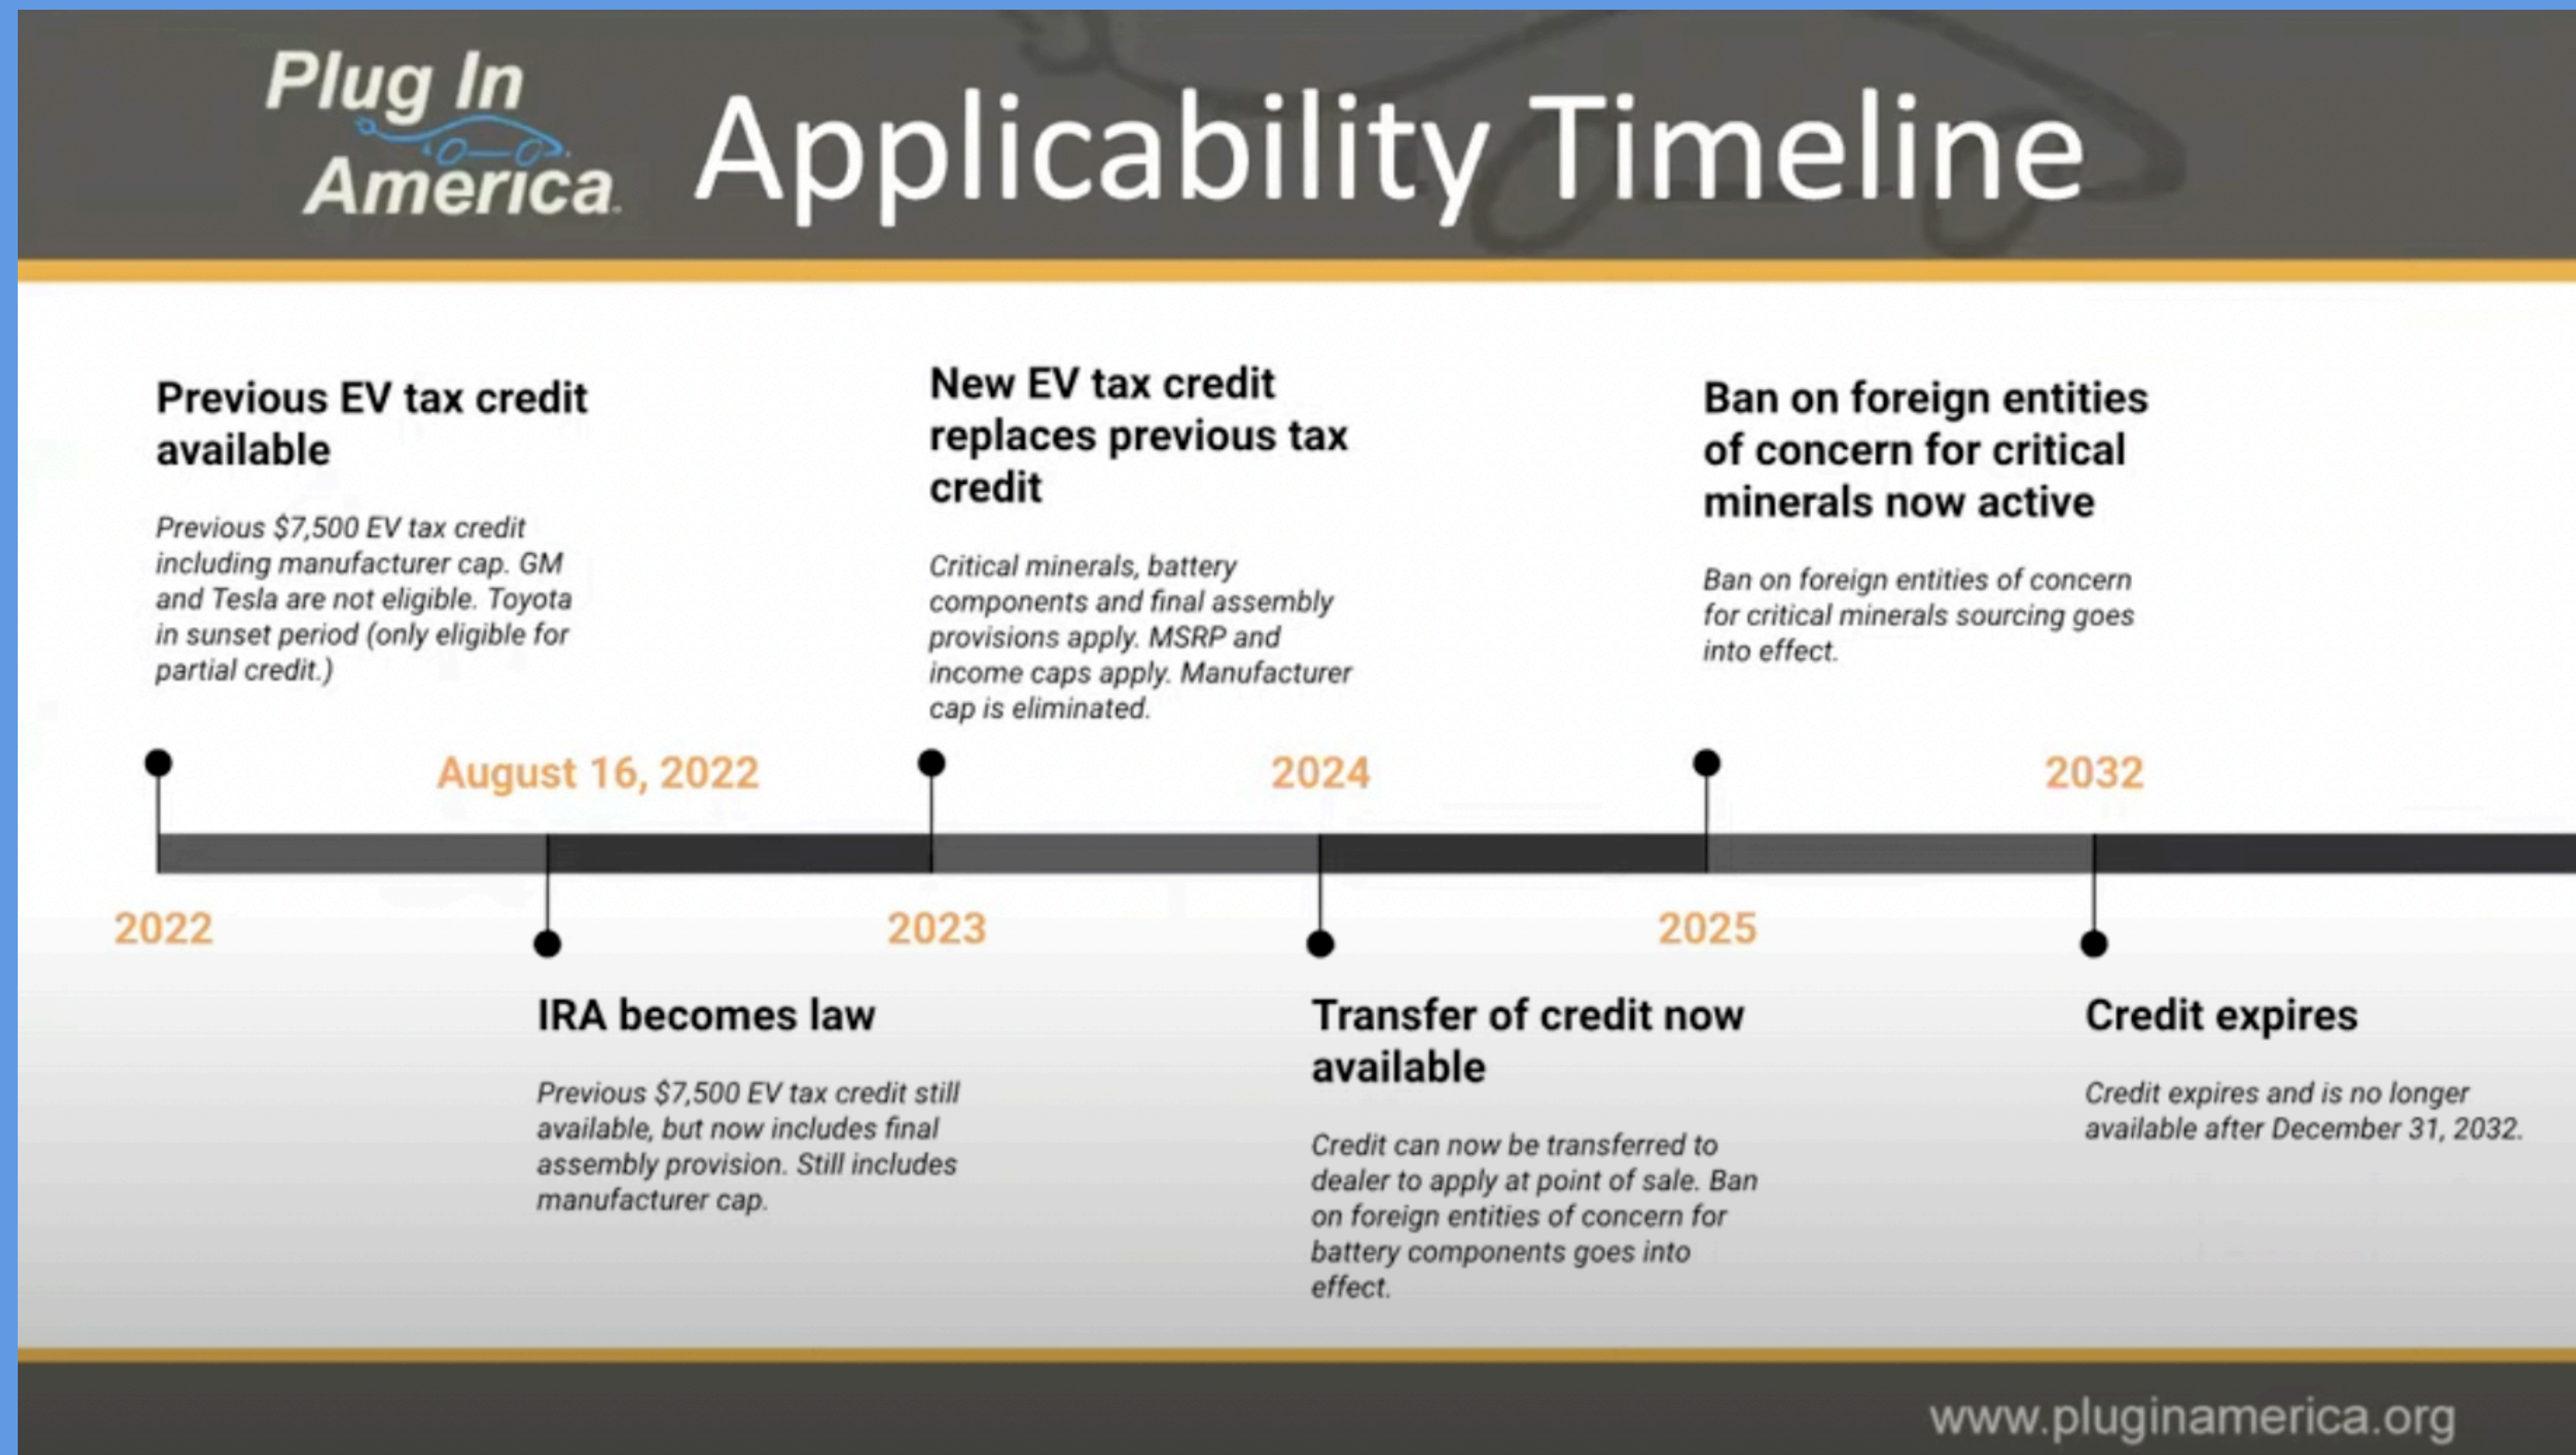 Plug In
America
Applicability Timeline
Previous EV tax credit
available
Previous $7,500 EV tax credit
including manufacturer cap. GM
and Tesla are not eligible. Toyota
in sunset period (only eligible for
partial credit.)
New EV tax credit
replaces previous tax
credit
Critical minerals, battery
components and final assembly
provisions apply. MSRP and
income caps apply. Manufacturer
cap is eliminated.
Ban on foreign entities
of concern for critical
minerals now active
Ban on foreign entities of concern
for critical minerals sourcing goes
into effect.
August 16, 2022
2024
2032
2022
2023
2025
IRA becomes law
Previous $7,500 EV tax credit still
available, but now includes final
assembly provision. Still includes
manufacturer cap.
Transfer of credit now
available
Credit can now be transferred to
dealer to apply at point of sale. Ban
on foreign entities of concern for
battery components goes into
effect.
Credit expires
Credit expires and is no longer
available after December 31, 2032.
www.pluginamerica.org